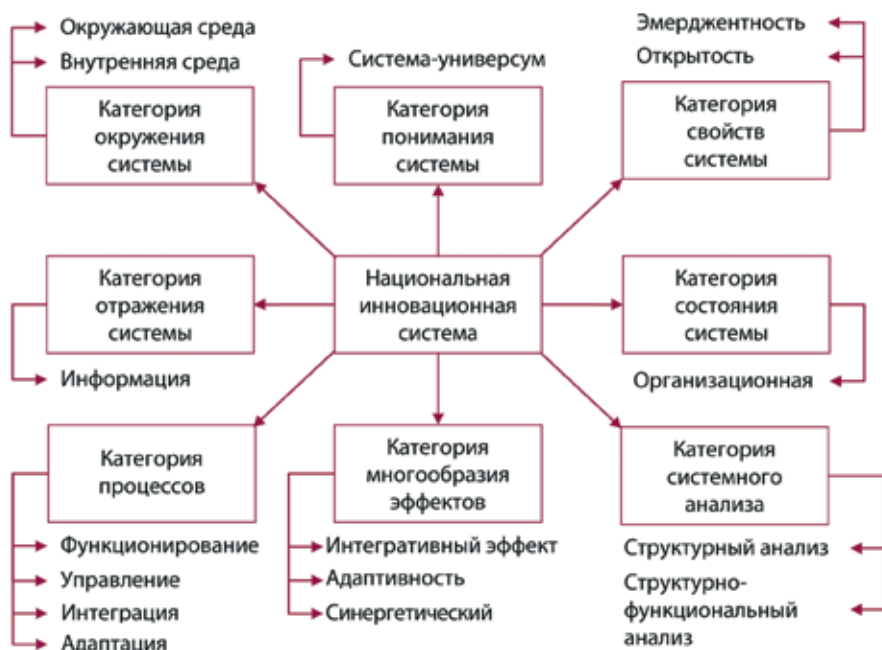 Окружающая среда
Внутренняя среда
Категория
окружения
системы
Система-универсум
Категория
понимания
системы
Эмерджентность
Открытость
Категория
свойств
системы
Категория
отражения
системы
Информация
Национальная
инновационная
система
Категория
состояния
системы
Организационная
Категория
процессов
Функционирование
Управление
Интеграция
Адаптация
Категория
многообразия
эффектов
Интегративный эффект
Адаптивность
Синергетический
Категория
системного
анализа
Структурный анализ
Структурно-
функциональный
анализ